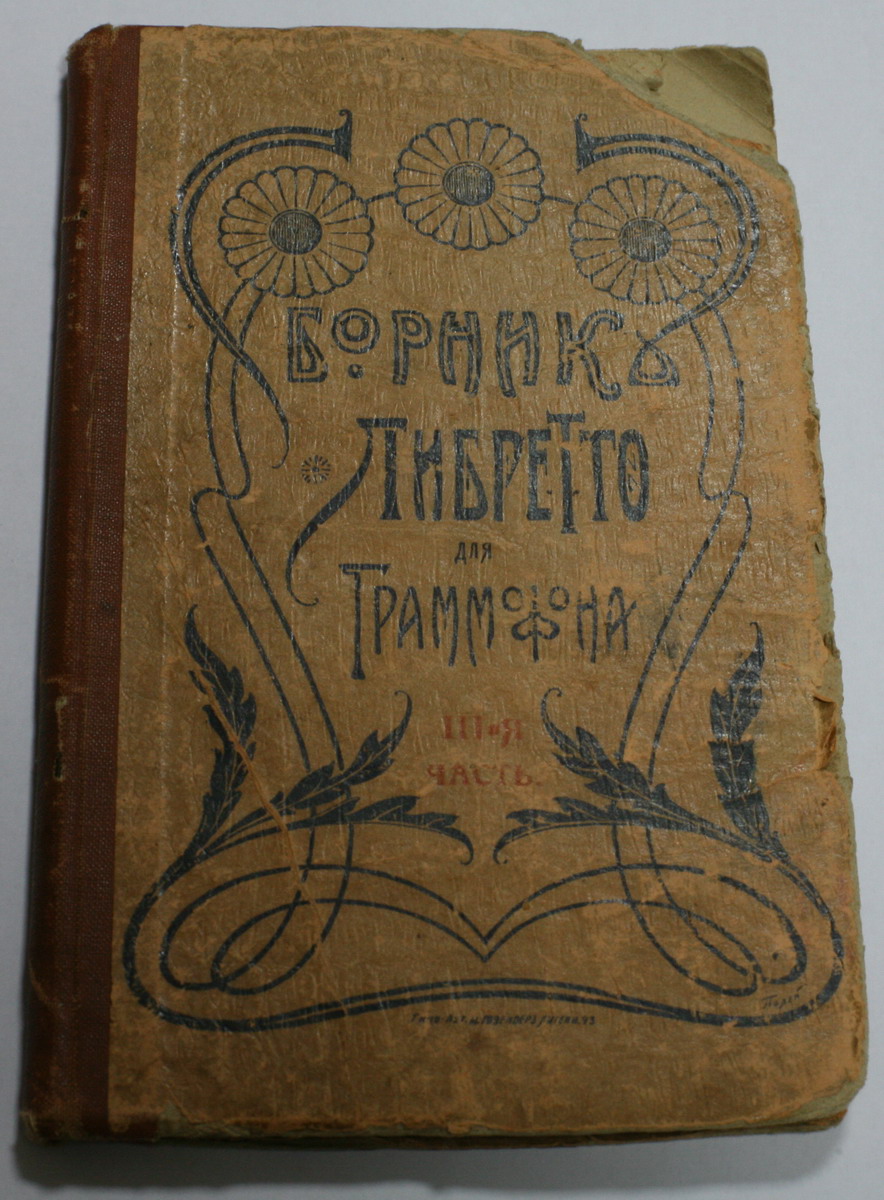 Сборникъ
Либретто
для
Граммофона
III-я
часть.